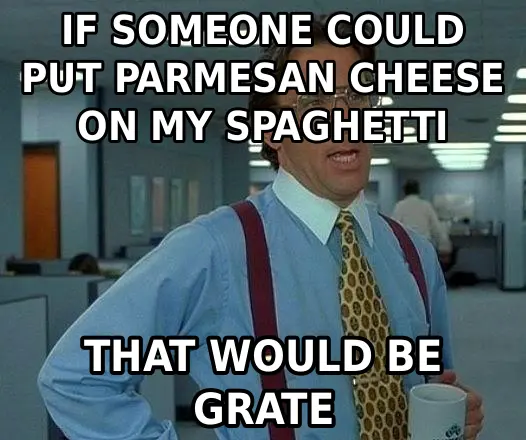 IF SOMEONE COULD
PUT PARMESAN CHEESE
ON MY SPAGHETTI
THAT WOULD BE
GRATE